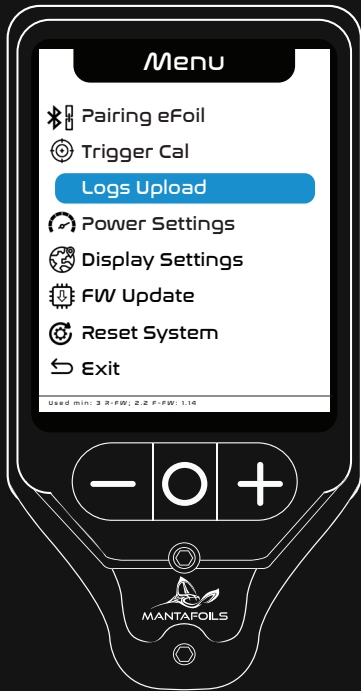 Menu
Pairing eFoil
Trigger Cal
Logs Upload
Power Settings
Display Settings
FW Update
Reset System
Exit
Used min: 3 R-FW; 2.2 F-FW: 1.14
MANTAFOILS